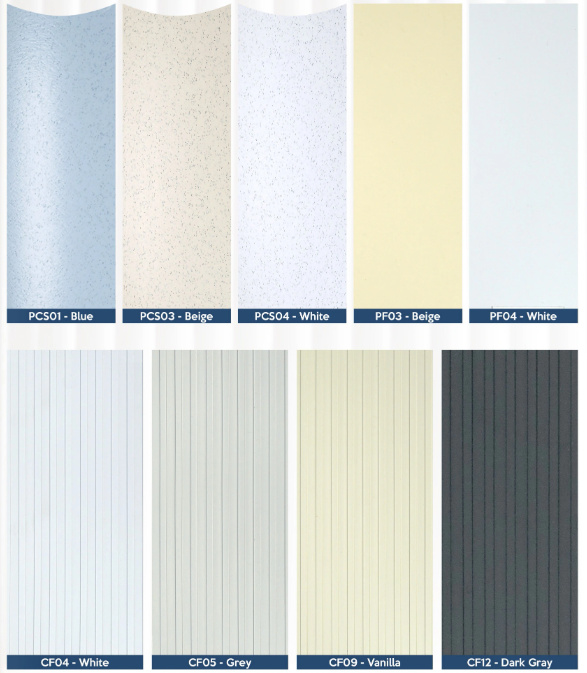 PCS01 - Blue
PCS03 - Beige
PCS04 - White
PF03 - Beige
PF04 - White
CF04 - White
CF05 - Grey
CF09 - Vanilla
CF12 - Dark Gray